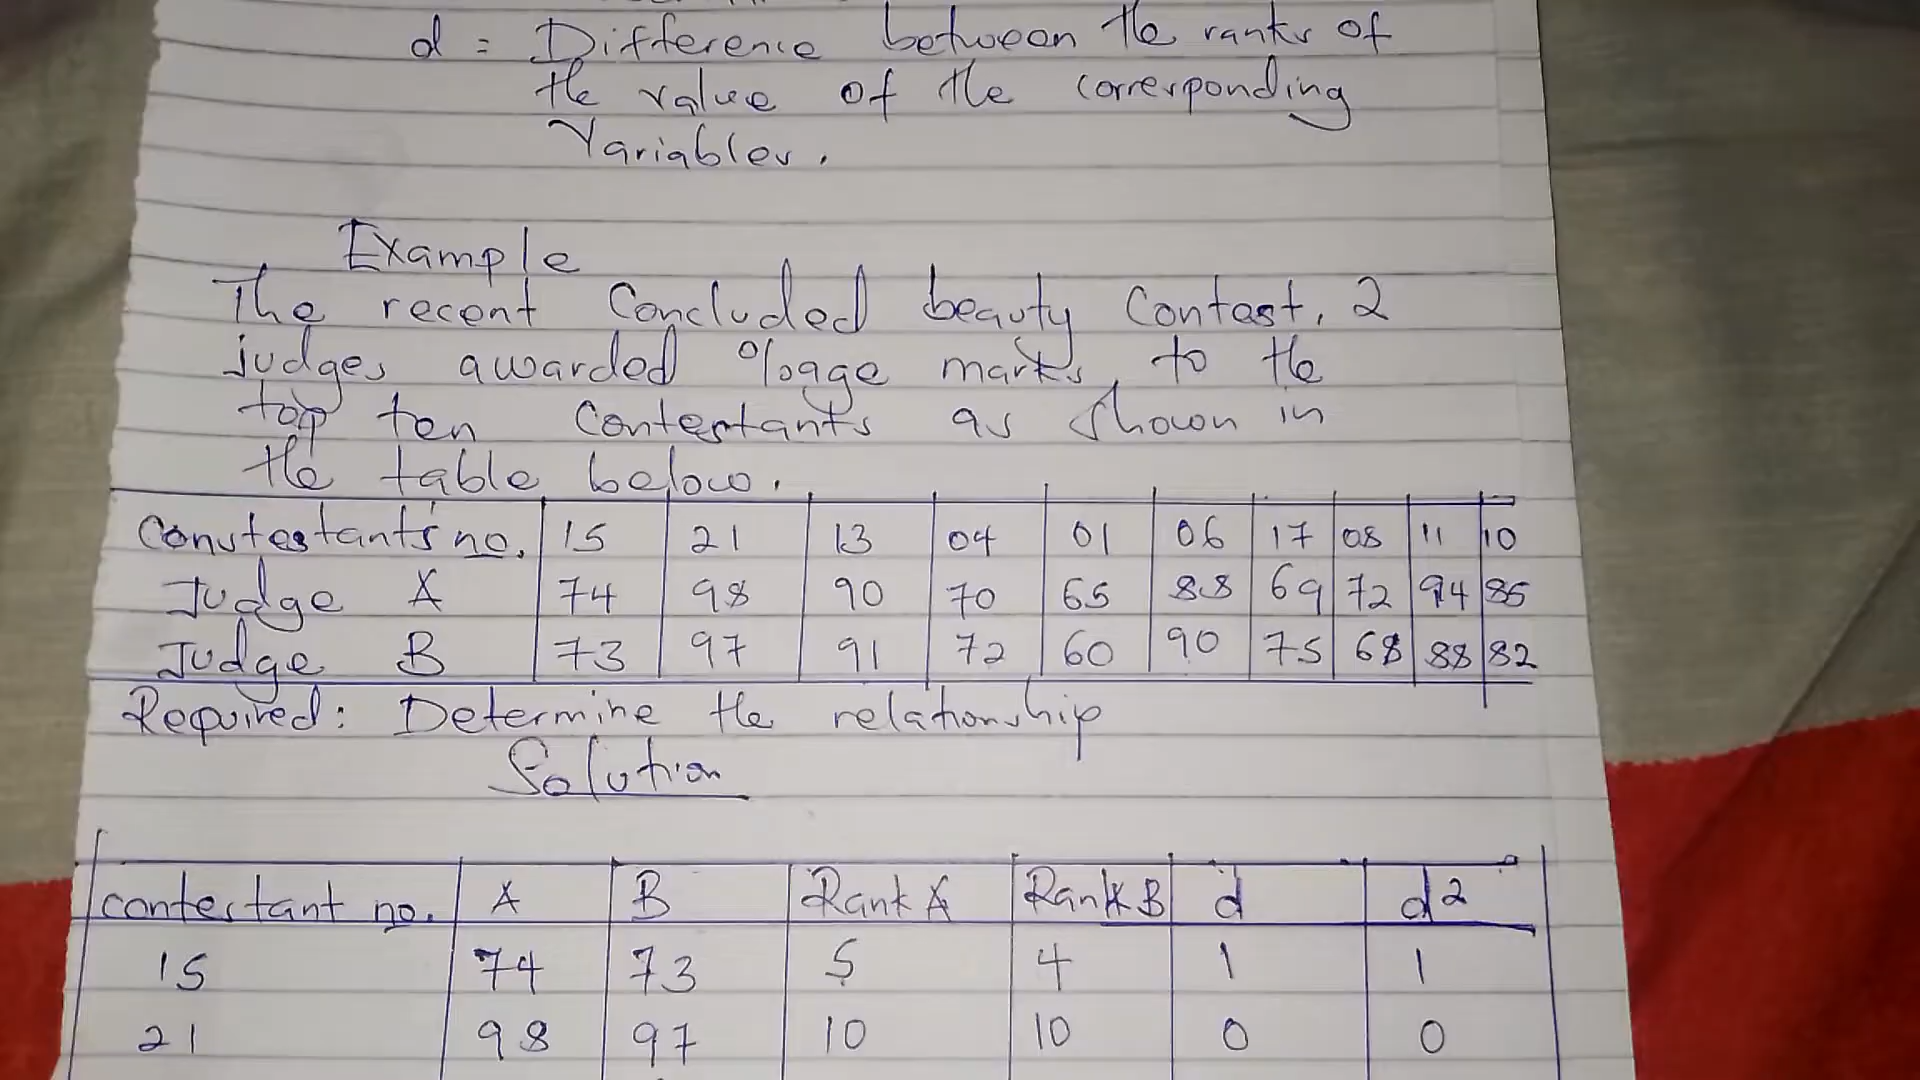 d = Difference between the ranks of
the value of the corresponding
Variables.
Example
The recent Concluded beauty Contest, 2
judges awarded %age marks, to the
top ten Contestants as shown in
the table below.
Conutestants' no. 15 21 13 04 01 06 17 08 11 10
Judge A 74 98 90 70 65 88 69 72 94 85
Judge B 73 97 91 72 60 90 75 68 88 82
Required: Determine the relationship
Solution
contestant no. A B Rank A Rank B d d2
15 74 73 5 4 1 1
21 98 97 10 10 0 0